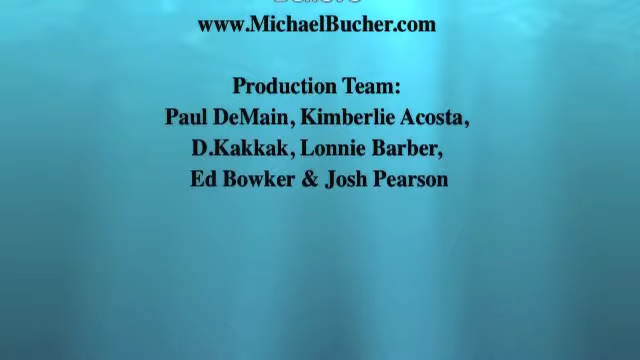 www.MichaelBucher.com
Production Team:
Paul DeMain, Kimberlie Acosta,
D.Kakkak, Lonnie Barber,
Ed Bowker & Josh Pearson